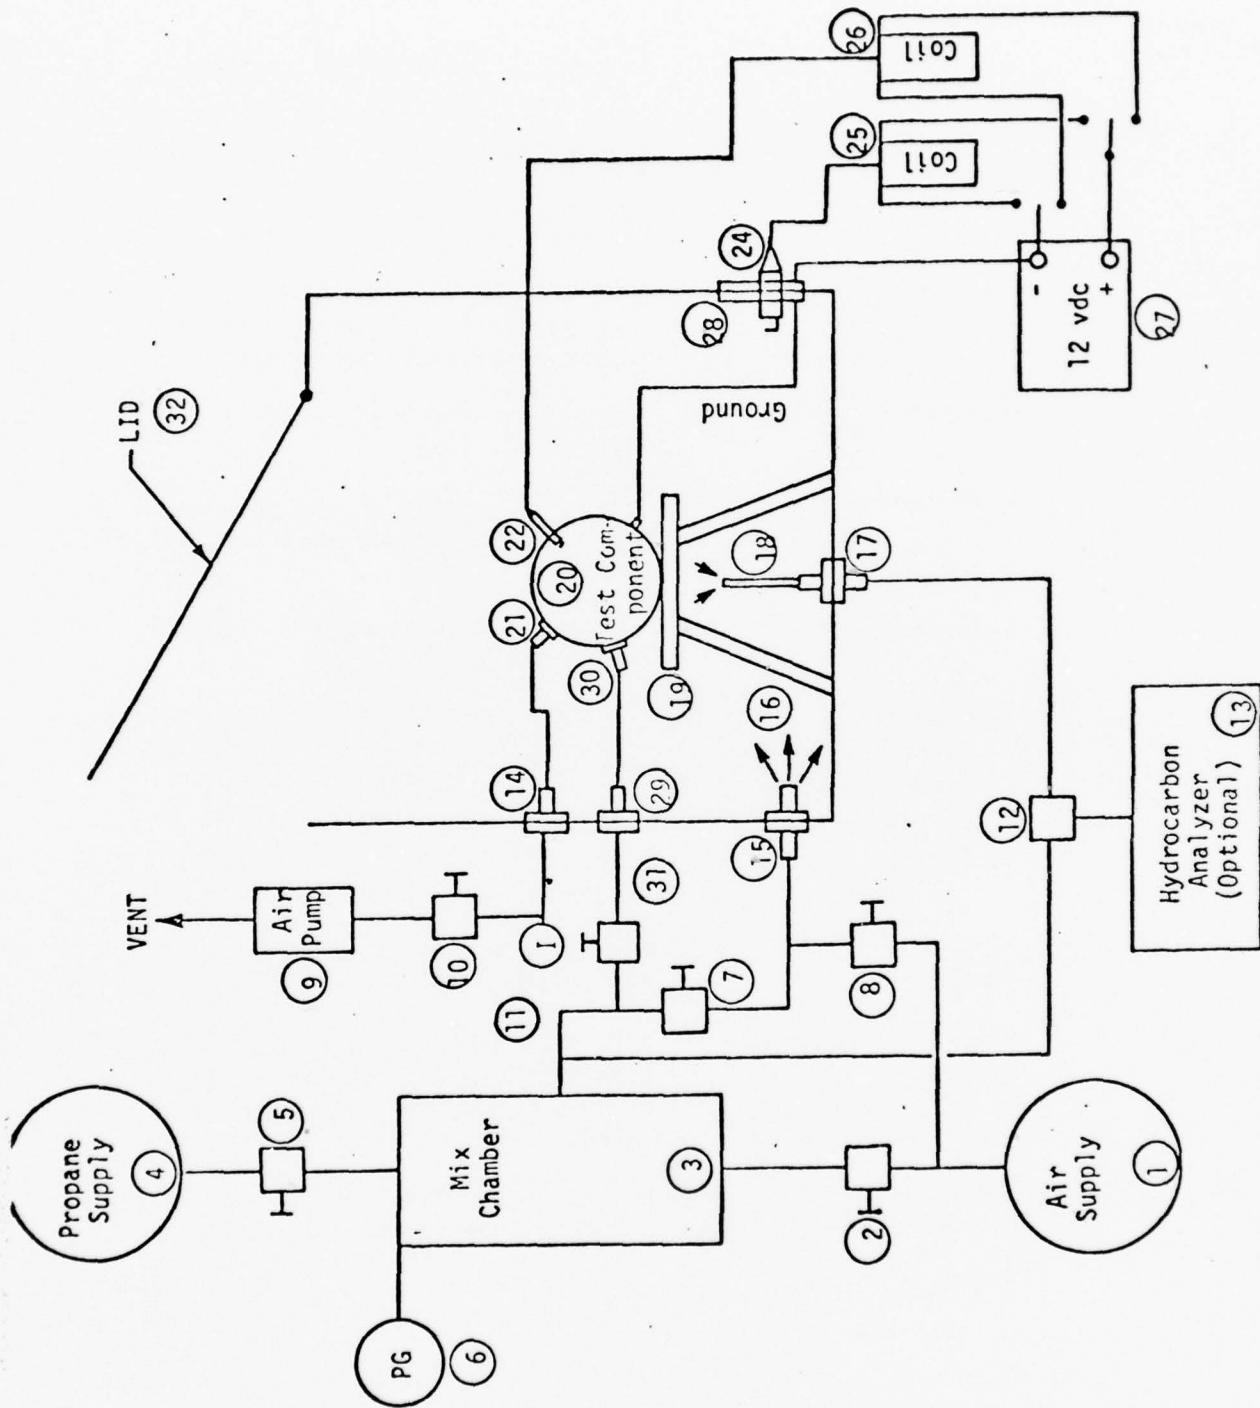 Propane
Supply
4
5
PG
6
Mix
Chamber
3
2
Air
Supply
1
VENT
Air
Pump
9
10
I
11
31
7
8
14
29
15
16
12
Hydrocarbon
Analyzer
(Optional)
13
LID
32
21
22
20
Test Com-
ponent
30
19
18
17
Ground
28
24
25
Coil
26
Coil
12 vdc
-
+
27